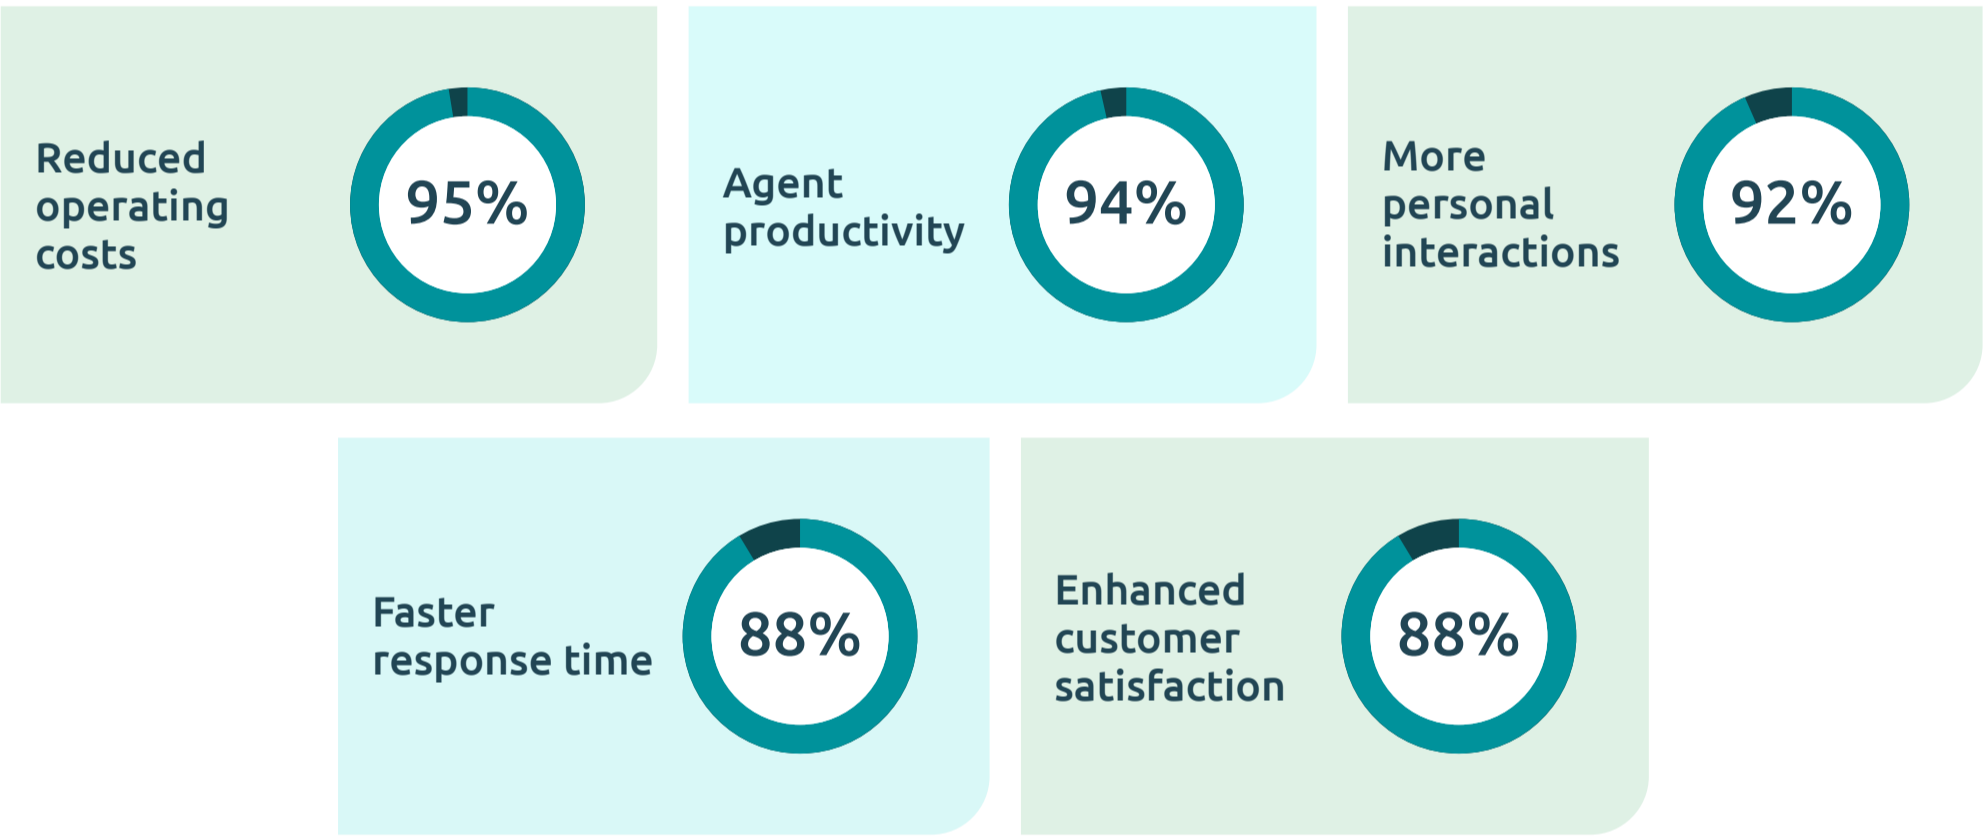 Reduced
operating
costs
95%
Agent
productivity
94%
More
personal
interactions
92%
Faster
response time
88%
Enhanced
customer
satisfaction
88%